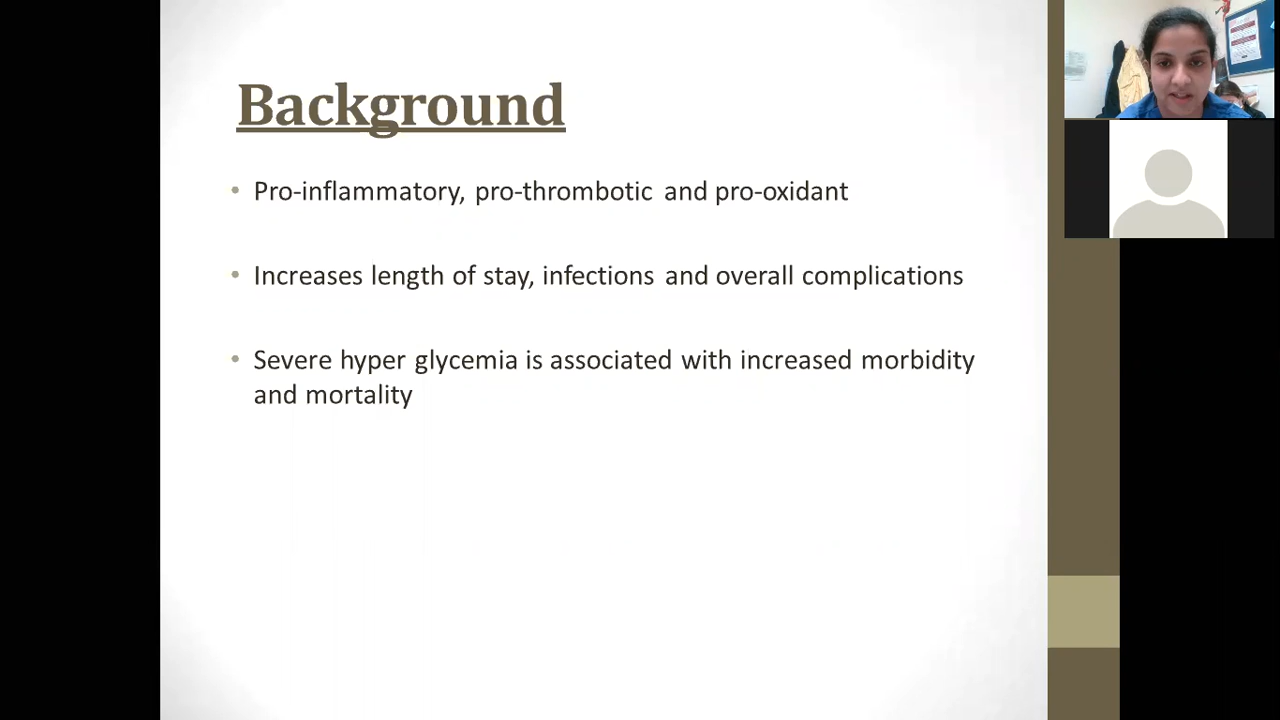 Background
• Pro-inflammatory, pro-thrombotic and pro-oxidant
• Increases length of stay, infections and overall complications
• Severe hyper glycemia is associated with increased morbidity
and mortality